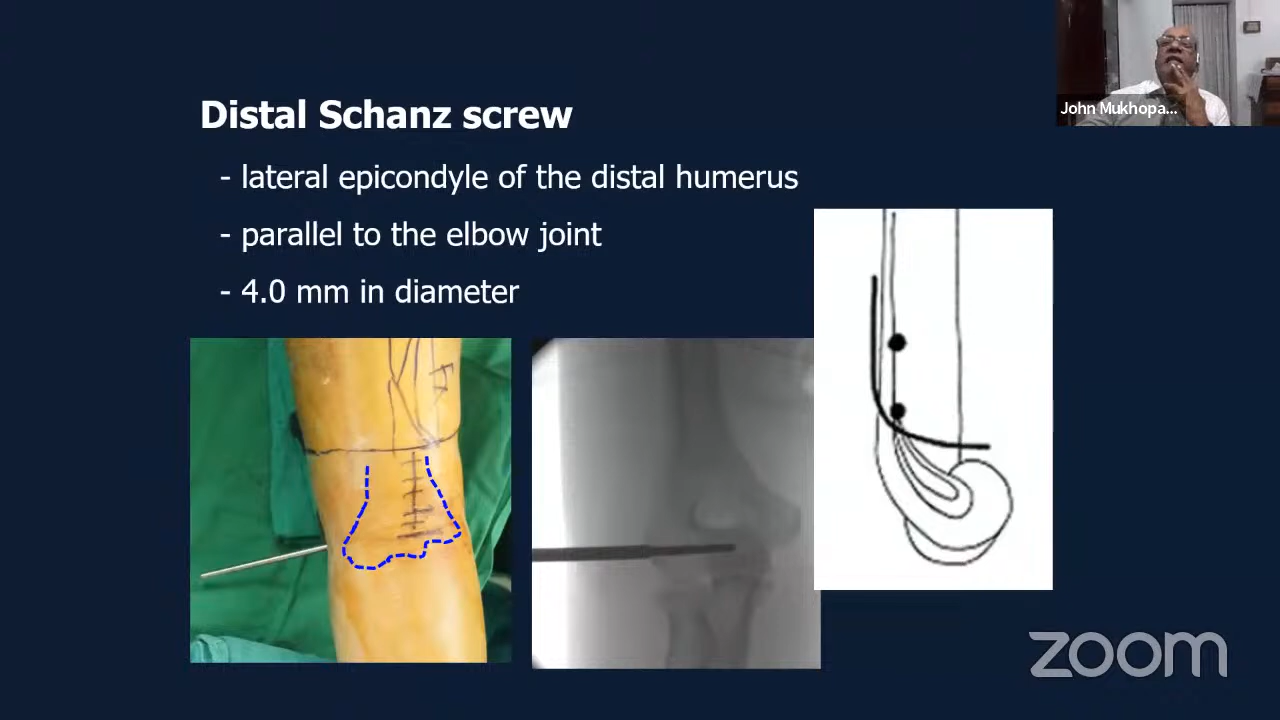 John Mukhopa...
Distal Schanz screw
- lateral epicondyle of the distal humerus
- parallel to the elbow joint
- 4.0 mm in diameter
zoom